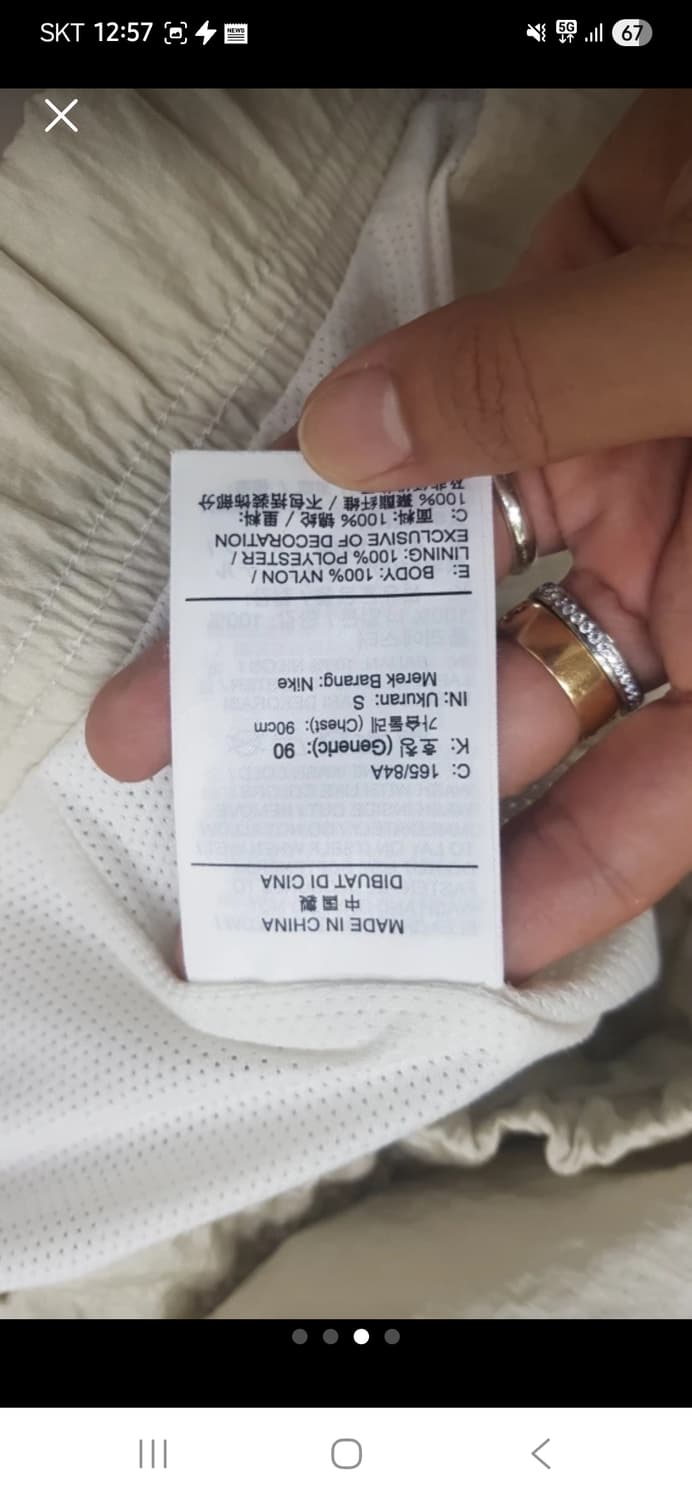 SKT 12:57 NEWS 5G 67
MADE IN CHINA
中国製
DIBUAT DI CINA
C: 165/84A
K: 호칭 (Generic): 90
가슴둘레 (Chest): 90cm
IN: Ukuran: S
Merek Barang: Nike
E: BODY: 100% NYLON /
LINING: 100% POLYESTER /
EXCLUSIVE OF DECORATION
C: 面料: 100% 锦纶 / 里料:
100% 聚酯纤维 / 不包括装饰部分